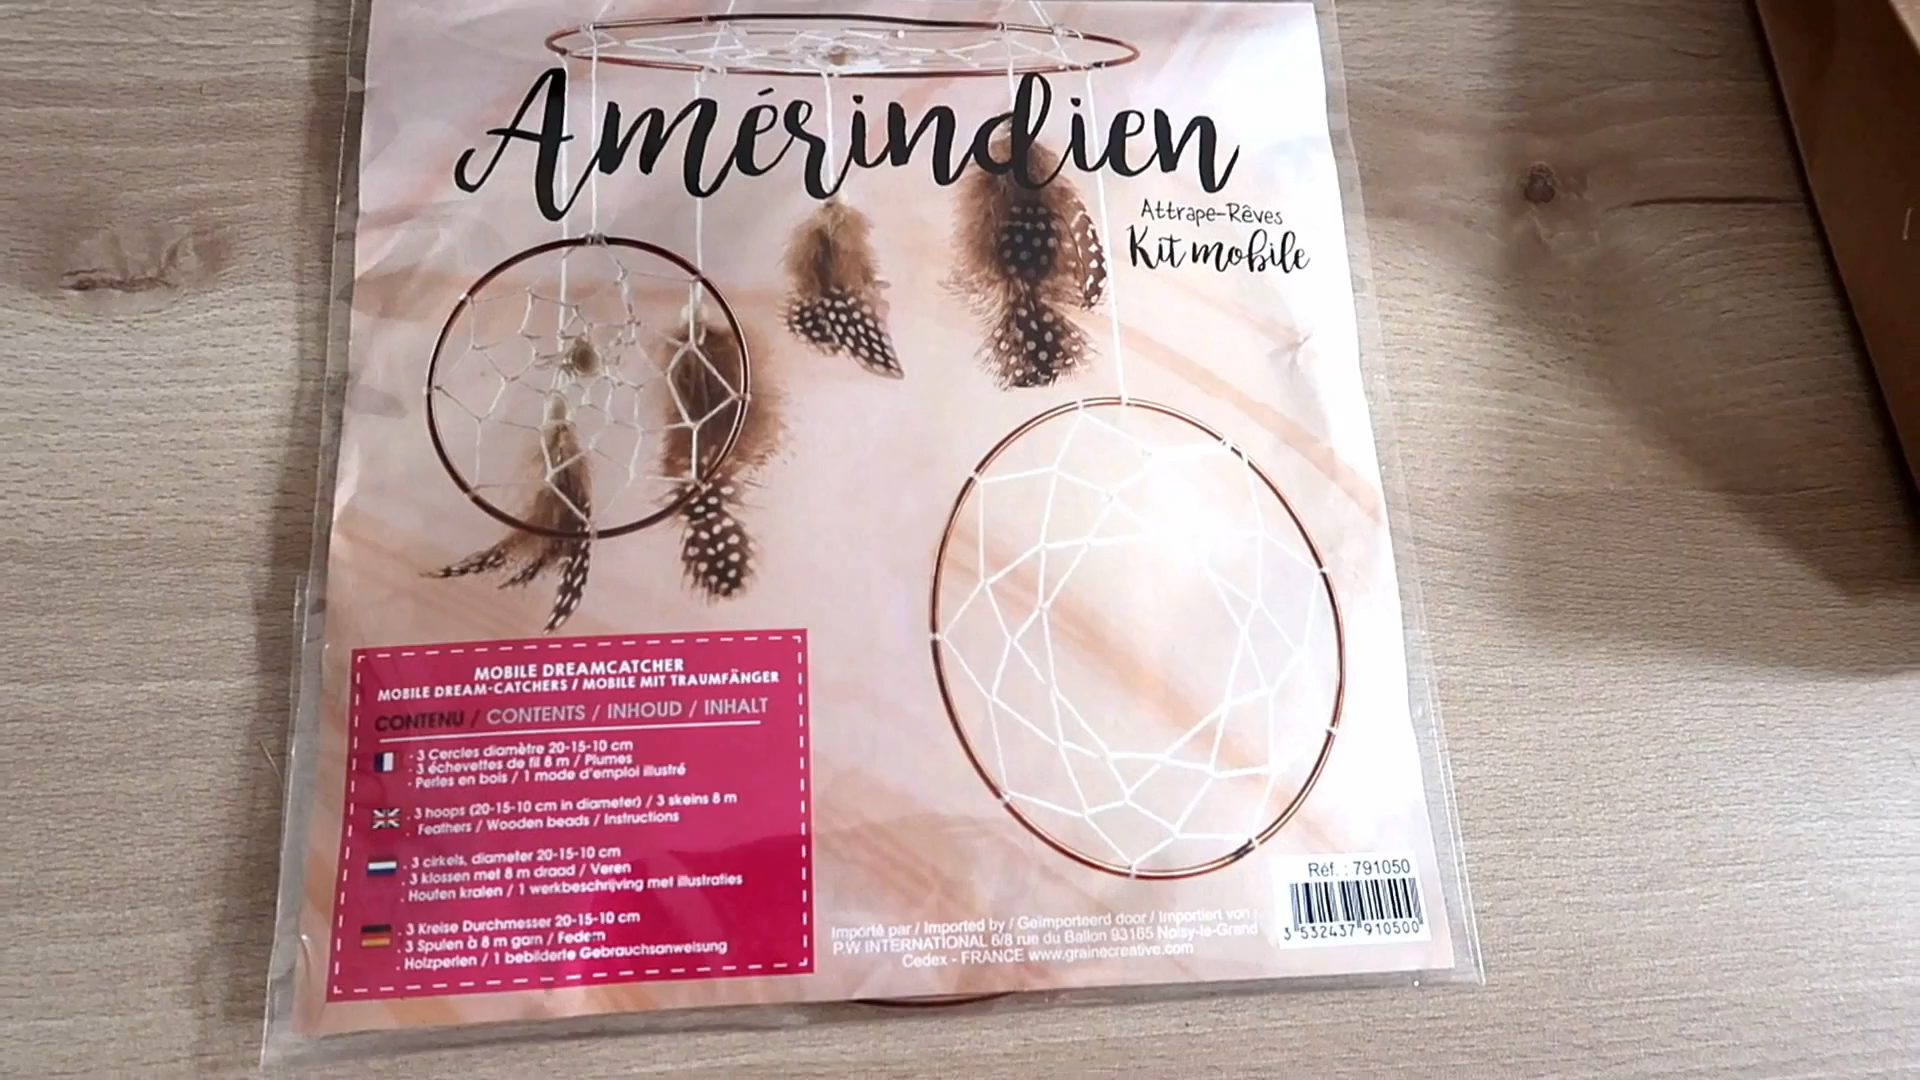 Amérindien
Attrape-Rêves
Kit mobile
MOBILE DREAMCATCHER
MOBILE DREAM-CATCHERS / MOBILE MIT TRAUMFÄNGER
CONTENU / CONTENTS / INHOUD / INHALT
. 3 Cercles diamètre 20-15-10 cm
. 3 échevettes de fil 8 m / Plumes
. Perles en bois / 1 mode d'emploi illustré
. 3 hoops (20-15-10 cm in diameter) / 3 skeins 8 m
. Feathers / Wooden beads / Instructions
. 3 cirkels, diameter 20-15-10 cm
. 3 klossen met 8 m draad / Veren
. Houten kralen / 1 werkbeschrijving met illustraties
. 3 Kreise Durchmesser 20-15-10 cm
. 3 Spulen à 8 m garn / Federn
. Holzperlen / 1 bebilderte Gebrauchsanweisung
Importé par / Imported by / Geïmporteerd door / Importiert von :
P.W INTERNATIONAL 6/8 rue du Ballon 93165 Noisy-le-Grand
Cedex - FRANCE www.grainecreative.com
Réf. : 791050
3 532437 910500